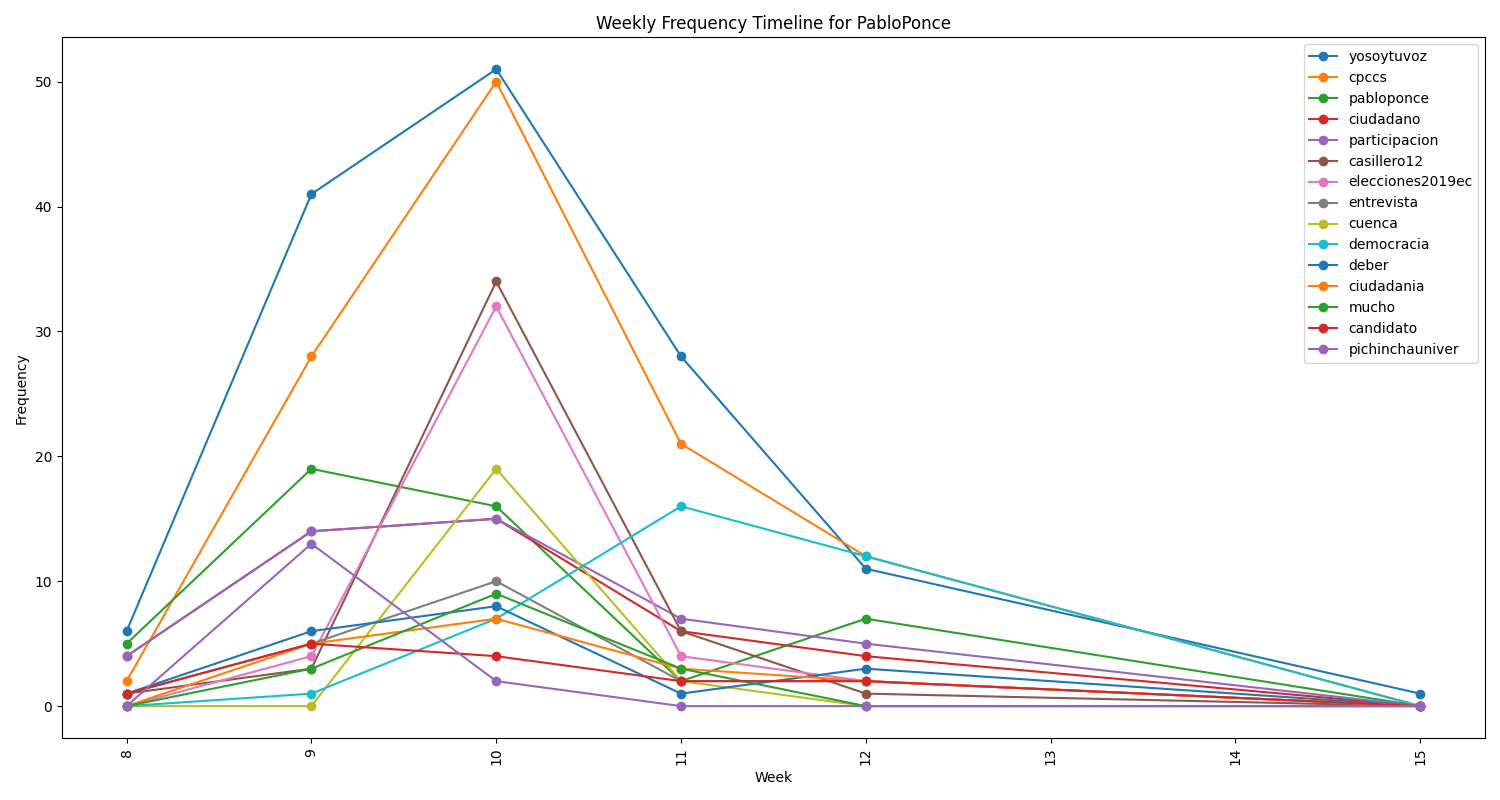 Weekly Frequency Timeline for PabloPonce
yosoytuvoz
cpccs
pabloponce
ciudadano
participacion
casillero12
elecciones2019ec
entrevista
cuenca
democracia
deber
ciudadania
mucho
candidato
pichinchauniver
50
40
30
20
10
0
Frequency
8
9
10
11
12
13
14
15
Week